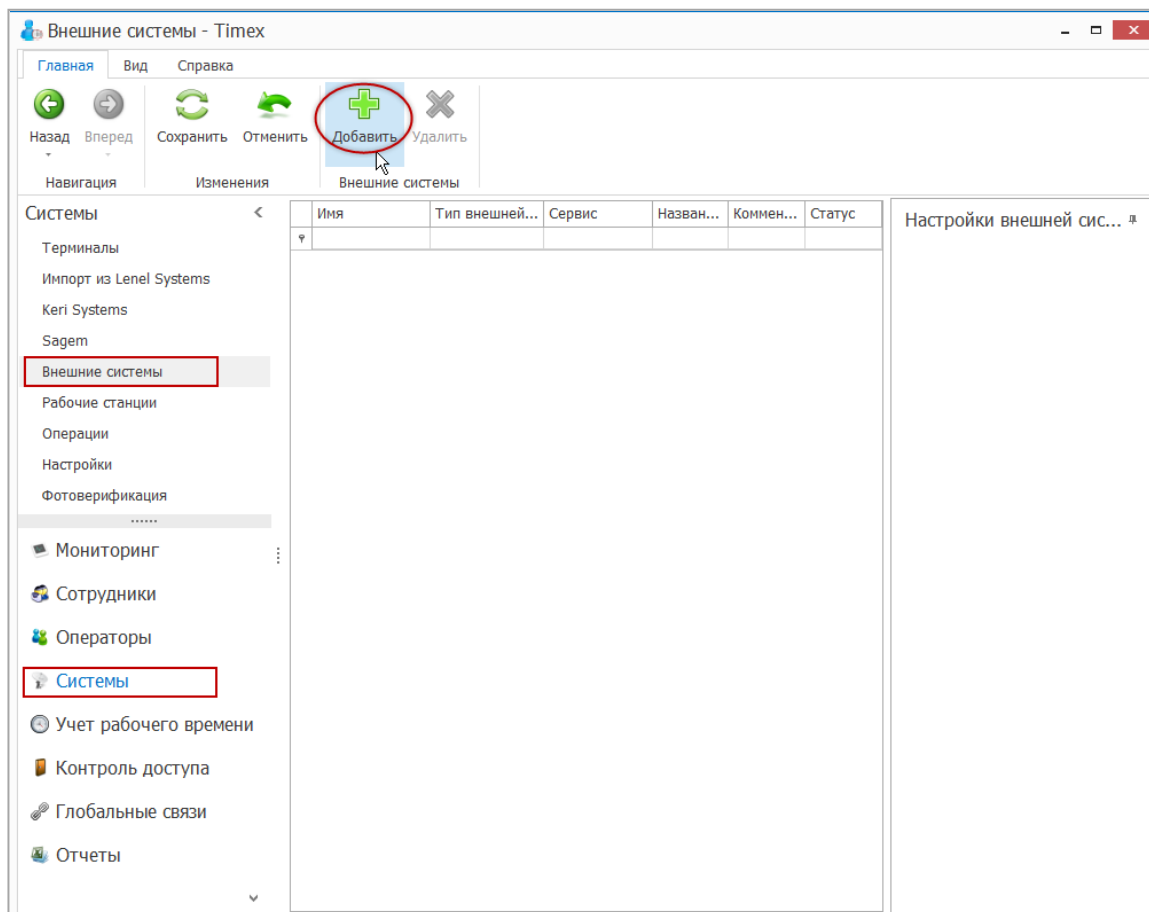 Внешние системы - Timex
Главная Вид Справка
Назад Вперед Сохранить Отменить Добавить Удалить
Навигация Изменения Внешние системы
Системы
Имя Тип внешней... Сервис Назван... Коммен... Статус
Настройки внешней сис...
Терминалы
Импорт из Lenel Systems
Keri Systems
Sagem
Внешние системы
Рабочие станции
Операции
Настройки
Фотоверификация
Мониторинг
Сотрудники
Операторы
Системы
Учет рабочего времени
Контроль доступа
Глобальные связи
Отчеты